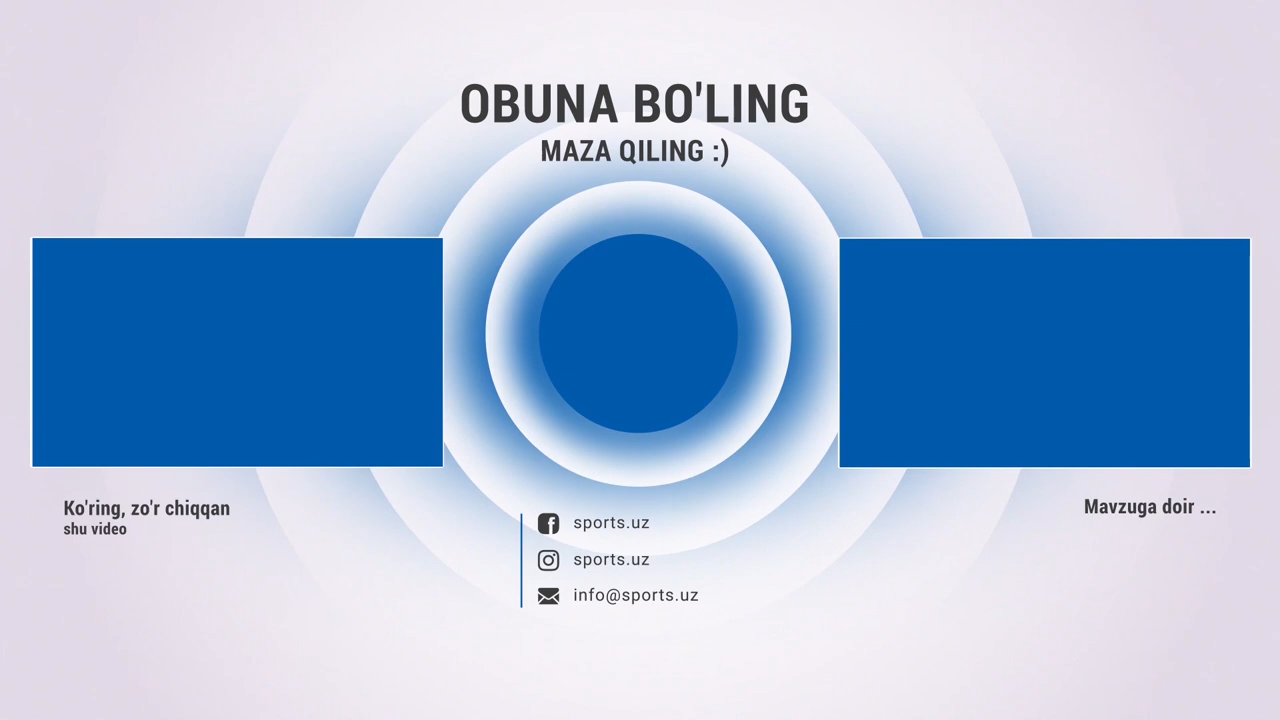 OBUNA BO'LING
MAZA QILING :)
Ko'ring, zo'r chiqqan
shu video
Mavzuga doir ...
sports.uz
sports.uz
info@sports.uz